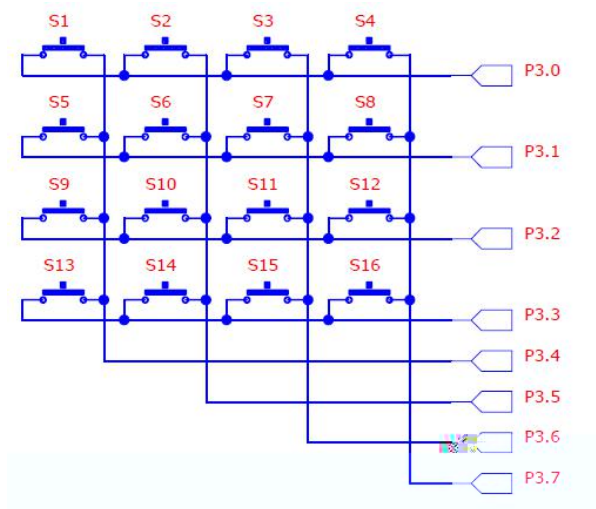 S1 S2 S3 S4
P3.0
S5 S6 S7 S8
P3.1
S9 S10 S11 S12
P3.2
S13 S14 S15 S16
P3.3
P3.4
P3.5
P3.6
P3.7